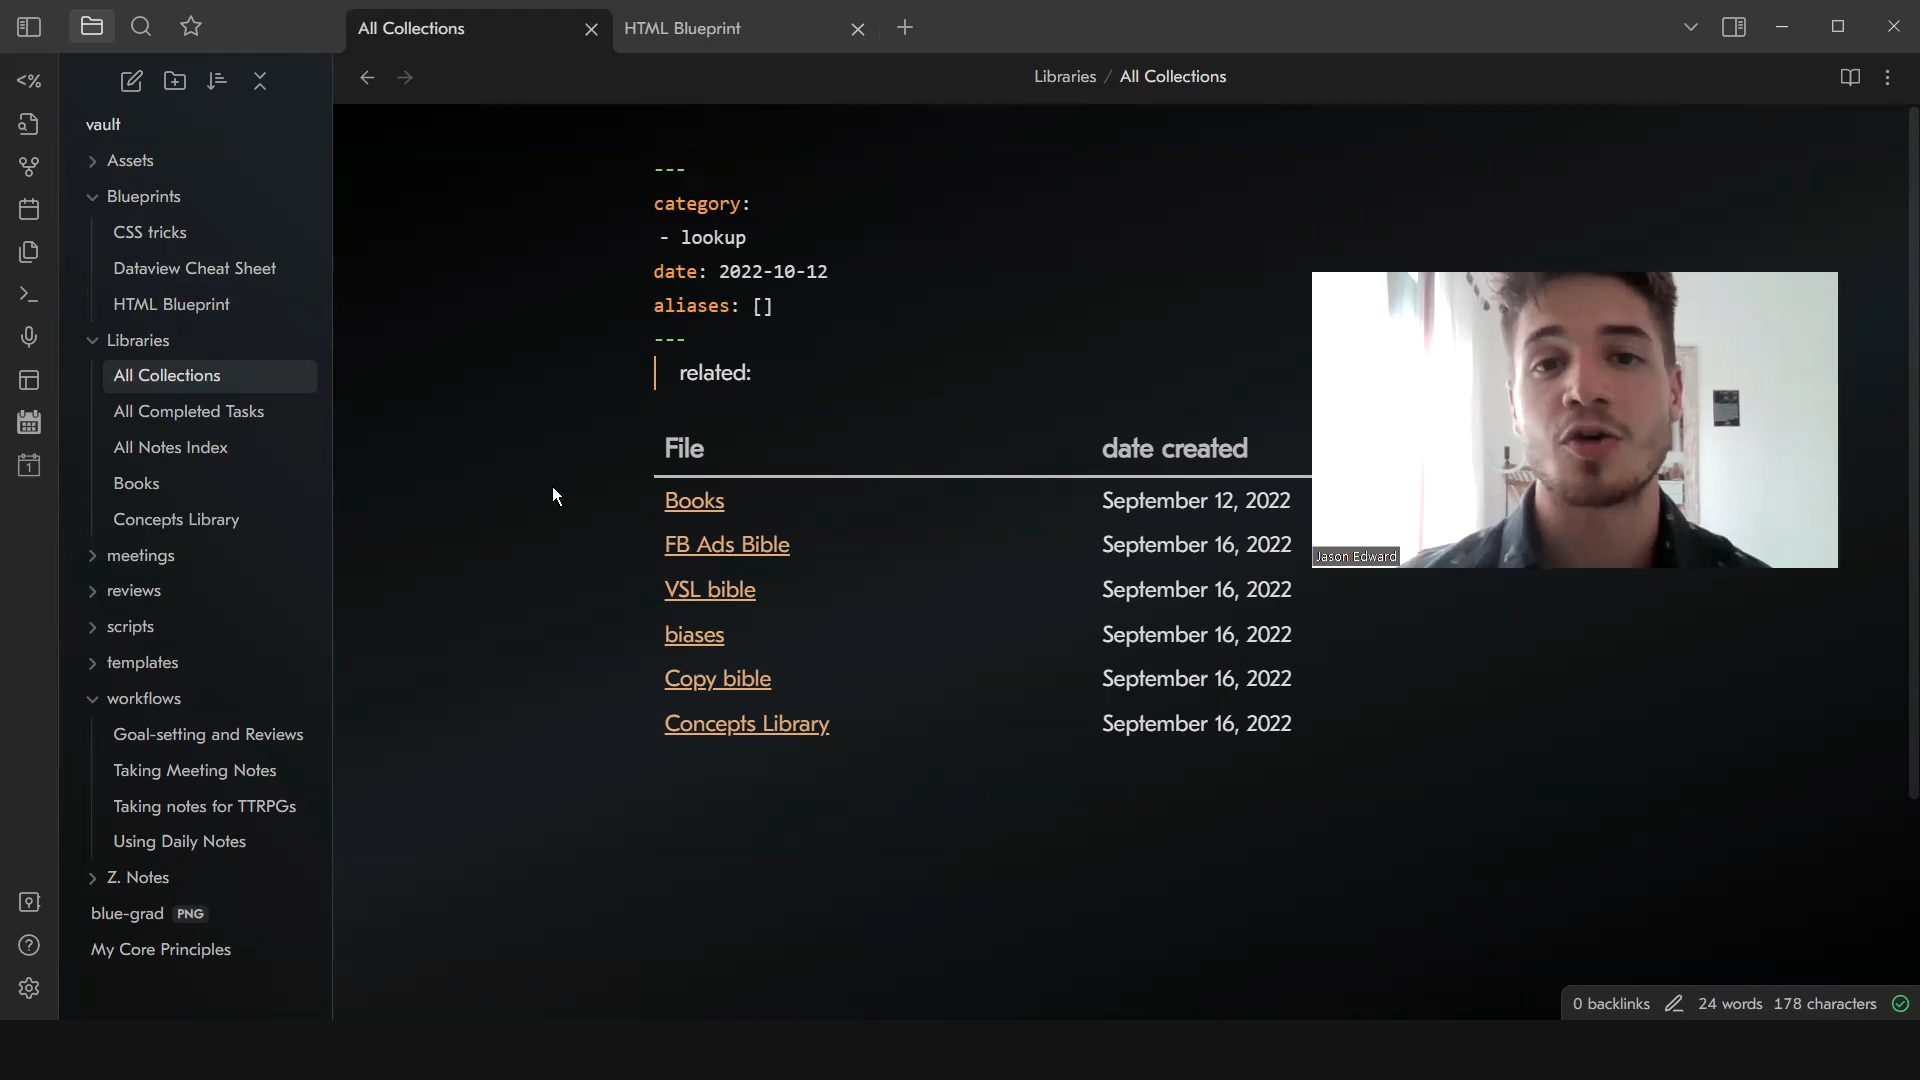 All Collections
HTML Blueprint
Libraries / All Collections
<%
vault
Assets
Blueprints
CSS tricks
Dataview Cheat Sheet
HTML Blueprint
Libraries
All Collections
All Completed Tasks
All Notes Index
Books
Concepts Library
meetings
reviews
scripts
templates
workflows
Goal-setting and Reviews
Taking Meeting Notes
Taking notes for TTRPGs
Using Daily Notes
Z. Notes
blue-grad PNG
My Core Principles
1
---
category:
- lookup
date: 2022-10-12
aliases: []
---
related:
File date created
Books September 12, 2022
FB Ads Bible September 16, 2022
VSL bible September 16, 2022
biases September 16, 2022
Copy bible September 16, 2022
Concepts Library September 16, 2022
Jason Edward
0 backlinks 24 words 178 characters